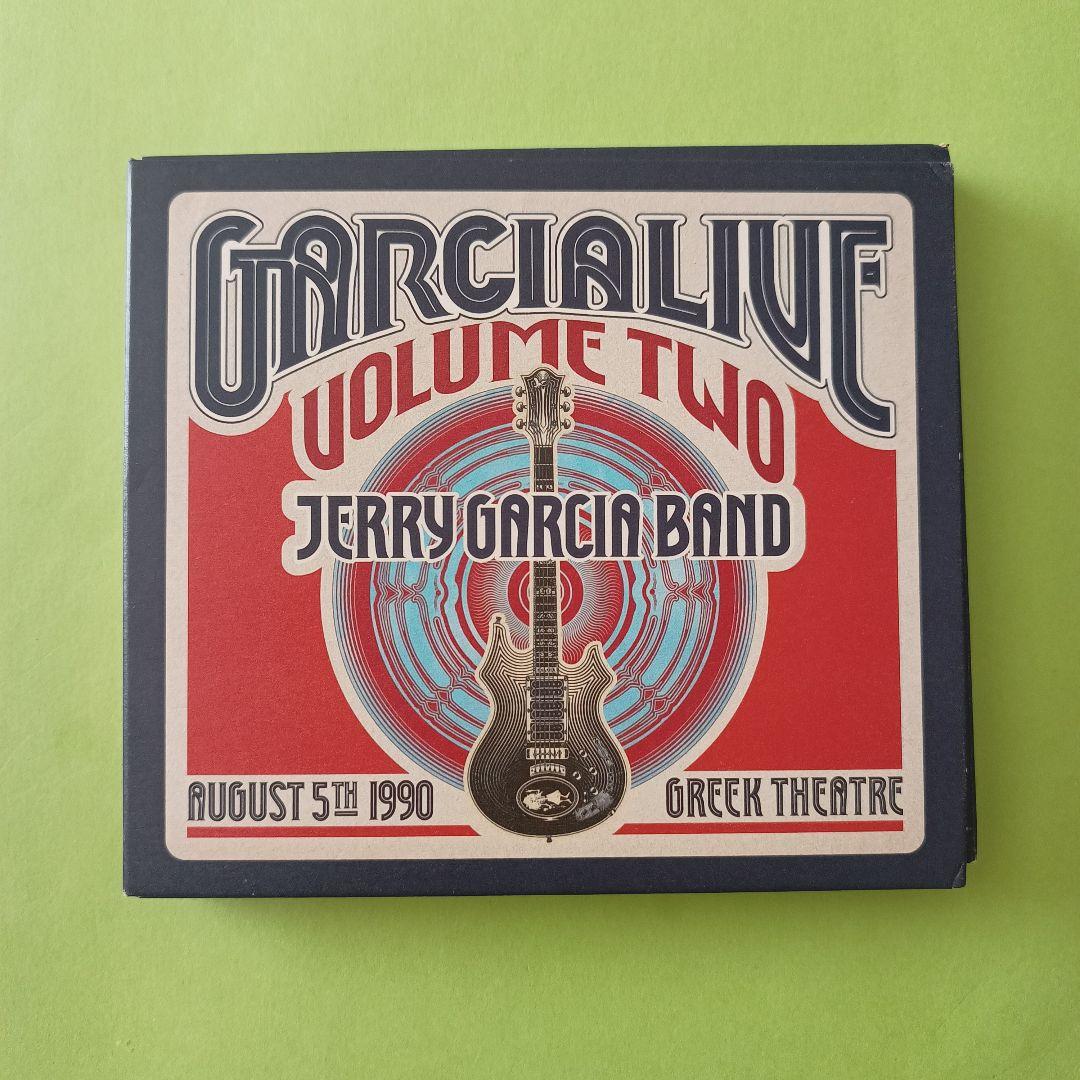 GARCIALIVE
VOLUME TWO
JERRY GARCIA BAND
AUGUST 5TH 1990
GREEK THEATRE